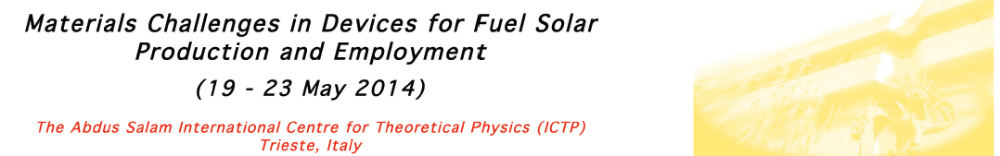 Materials Challenges in Devices for Fuel Solar
Production and Employment
(19 - 23 May 2014)
The Abdus Salam International Centre for Theoretical Physics (ICTP)
Trieste, Italy